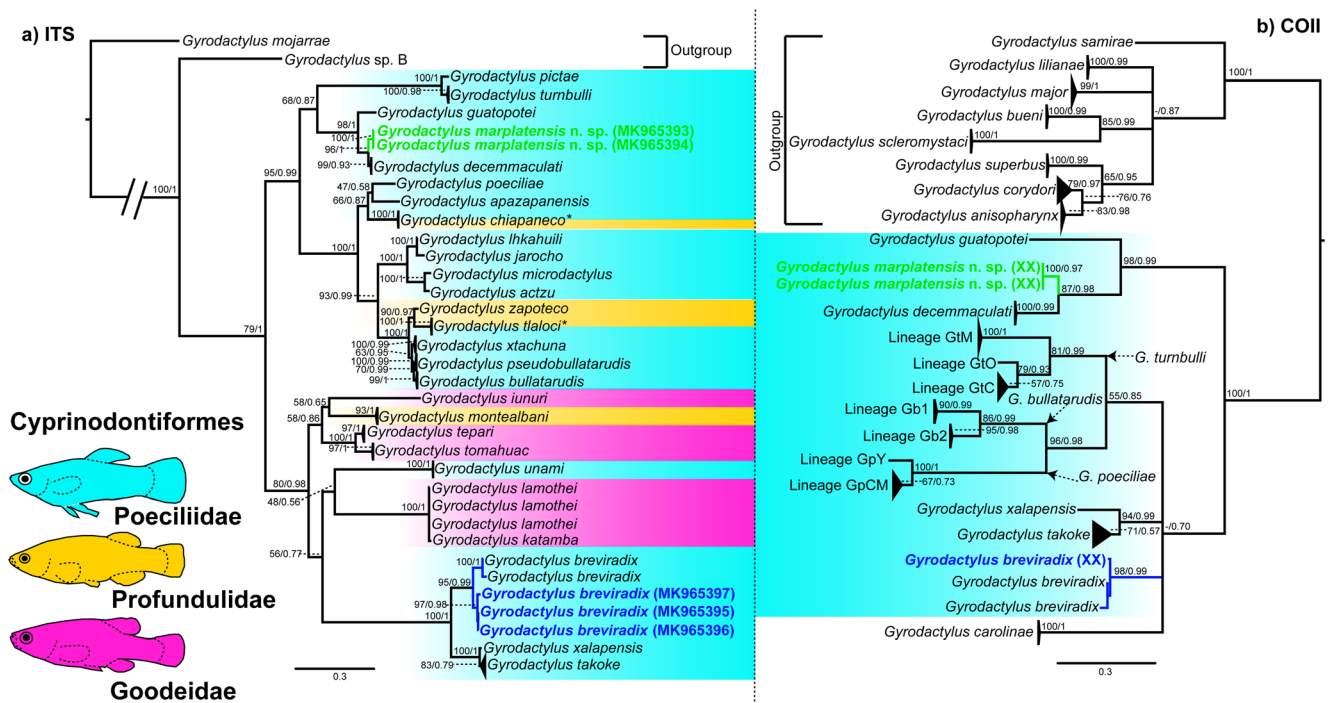 a) ITS
Gyrodactylus mojarrae
Gyrodactylus sp. B
Outgroup
100/1
79/1
95/0.99
68/0.87
100/1
100/0.98
Gyrodactylus pictae
Gyrodactylus turnbulli
Gyrodactylus guatopotei
98/1
100/1
96/1
99/0.93
Gyrodactylus marplatensis n. sp. (MK965393)
Gyrodactylus marplatensis n. sp. (MK965394)
Gyrodactylus decemmaculati
47/0.58
66/0.87
100/1
Gyrodactylus poeciliae
Gyrodactylus apazapanensis
Gyrodactylus chiapaneco*
100/1
93/0.99
100/1
100/1
100/1
Gyrodactylus lhkahuili
Gyrodactylus jarocho
Gyrodactylus microdactylus
Gyrodactylus actzu
90/0.97
100/1
100/1
Gyrodactylus zapoteco
Gyrodactylus tlaloci*
100/0.99
63/0.95
100/0.99
70/0.99
99/1
Gyrodactylus xtachuna
Gyrodactylus pseudobullatarudis
Gyrodactylus bullatarudis
80/0.98
58/0.86
58/0.65
93/1
97/1
100/1
97/1
Gyrodactylus iunuri
Gyrodactylus montealbani
Gyrodactylus tepari
Gyrodactylus tomahuac
48/0.56
56/0.77
100/1
100/1
Gyrodactylus unami
Gyrodactylus lamothei
Gyrodactylus lamothei
Gyrodactylus lamothei
Gyrodactylus katamba
100/1
95/0.99
97/0.98
100/1
Gyrodactylus breviradix
Gyrodactylus breviradix
Gyrodactylus breviradix (MK965397)
Gyrodactylus breviradix (MK965395)
Gyrodactylus breviradix (MK965396)
100/1
83/0.79
Gyrodactylus xalapensis
Gyrodactylus takoke
0.3
Cyprinodontiformes
Poeciliidae
Profundulidae
Goodeidae
b) COII
Outgroup
Gyrodactylus samirae
Gyrodactylus lilianae
100/0.99
Gyrodactylus major
99/1
Gyrodactylus bueni
100/0.99
85/0.99
Gyrodactylus scleromystaci
100/1
-/0.87
100/1
Gyrodactylus superbus
100/0.99
65/0.95
Gyrodactylus corydori
79/0.97
76/0.76
Gyrodactylus anisopharynx
83/0.98
Gyrodactylus guatopotei
98/0.99
Gyrodactylus marplatensis n. sp. (XX)
Gyrodactylus marplatensis n. sp. (XX)
100/0.97
87/0.98
Gyrodactylus decemmaculati
100/0.99
Lineage GtM
100/1
81/0.99
G. turnbulli
Lineage GtO
79/0.93
Lineage GtC
57/0.75
G. bullatarudis
55/0.85
100/1
Lineage Gb1
90/0.99
86/0.99
Lineage Gb2
95/0.98
96/0.98
Lineage GpY
100/1
G. poeciliae
Lineage GpCM
67/0.73
Gyrodactylus xalapensis
94/0.99
Gyrodactylus takoke
71/0.57
-/0.70
Gyrodactylus breviradix (XX)
98/0.99
Gyrodactylus breviradix
Gyrodactylus breviradix
Gyrodactylus carolinae
100/1
0.3